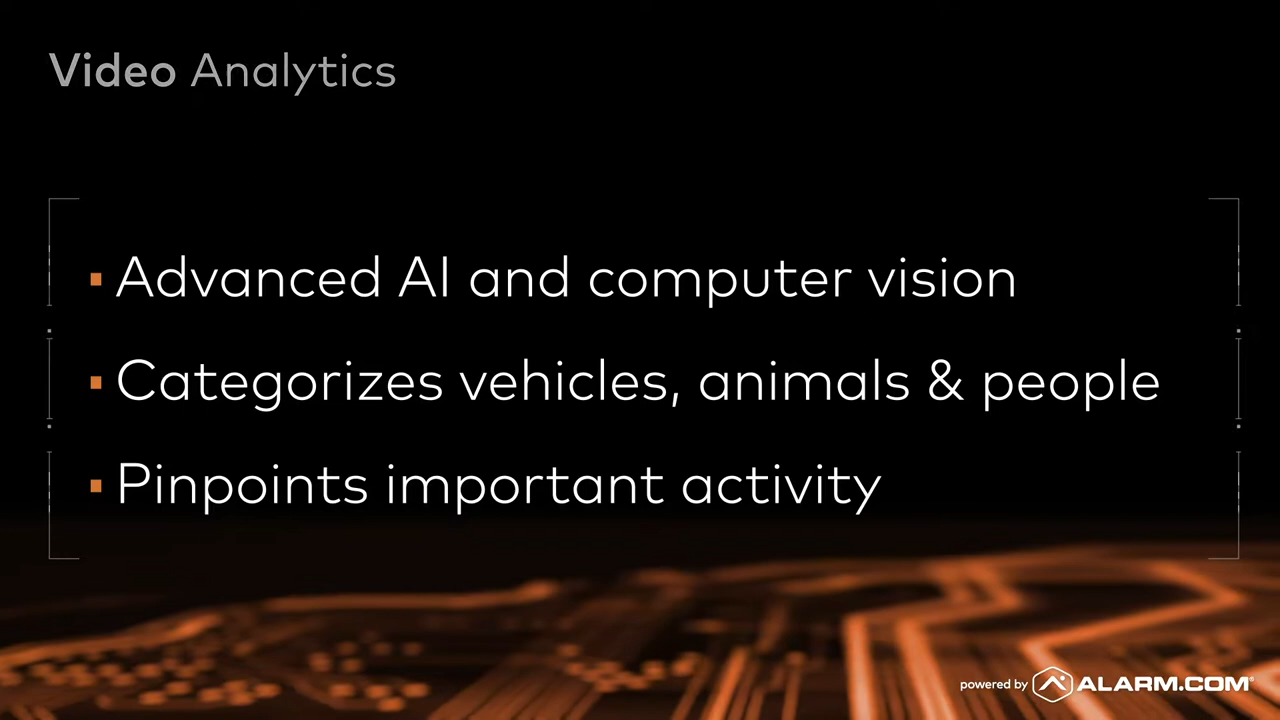 Video Analytics
Advanced AI and computer vision
Categorizes vehicles, animals & people
Pinpoints important activity
powered by ALARM.COM®